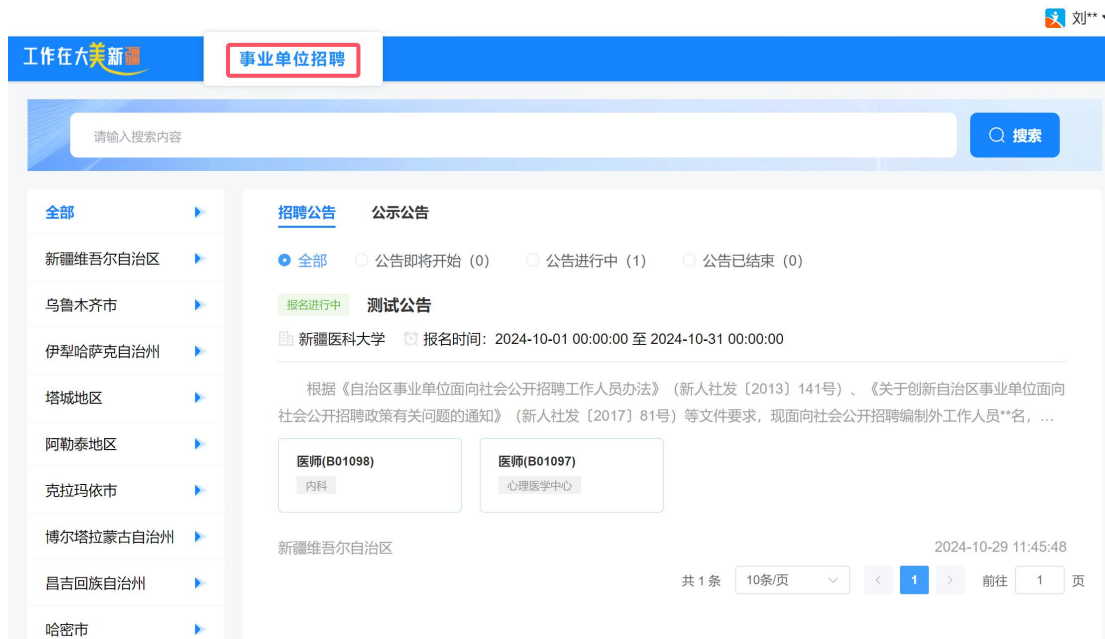 刘**
工作在大美新疆
事业单位招聘
请输入搜索内容
搜索
全部
新疆维吾尔自治区
乌鲁木齐市
伊犁哈萨克自治州
塔城地区
阿勒泰地区
克拉玛依市
博尔塔拉蒙古自治州
昌吉回族自治州
哈密市
招聘公告 公示公告
全部 公告即将开始（0） 公告进行中（1） 公告已结束（0）
报名进行中 测试公告
新疆医科大学 报名时间：2024-10-01 00:00:00 至 2024-10-31 00:00:00
根据《自治区事业单位面向社会公开招聘工作人员办法》（新人社发〔2013〕141号）、《关于创新自治区事业单位面向
社会公开招聘政策有关问题的通知》（新人社发〔2017〕81号）等文件要求，现面向社会公开招聘编制外工作人员**名，…
医师(B01098)
内科
医师(B01097)
心理医学中心
新疆维吾尔自治区 2024-10-29 11:45:48
共 1 条 10条/页 1 前往 1 页